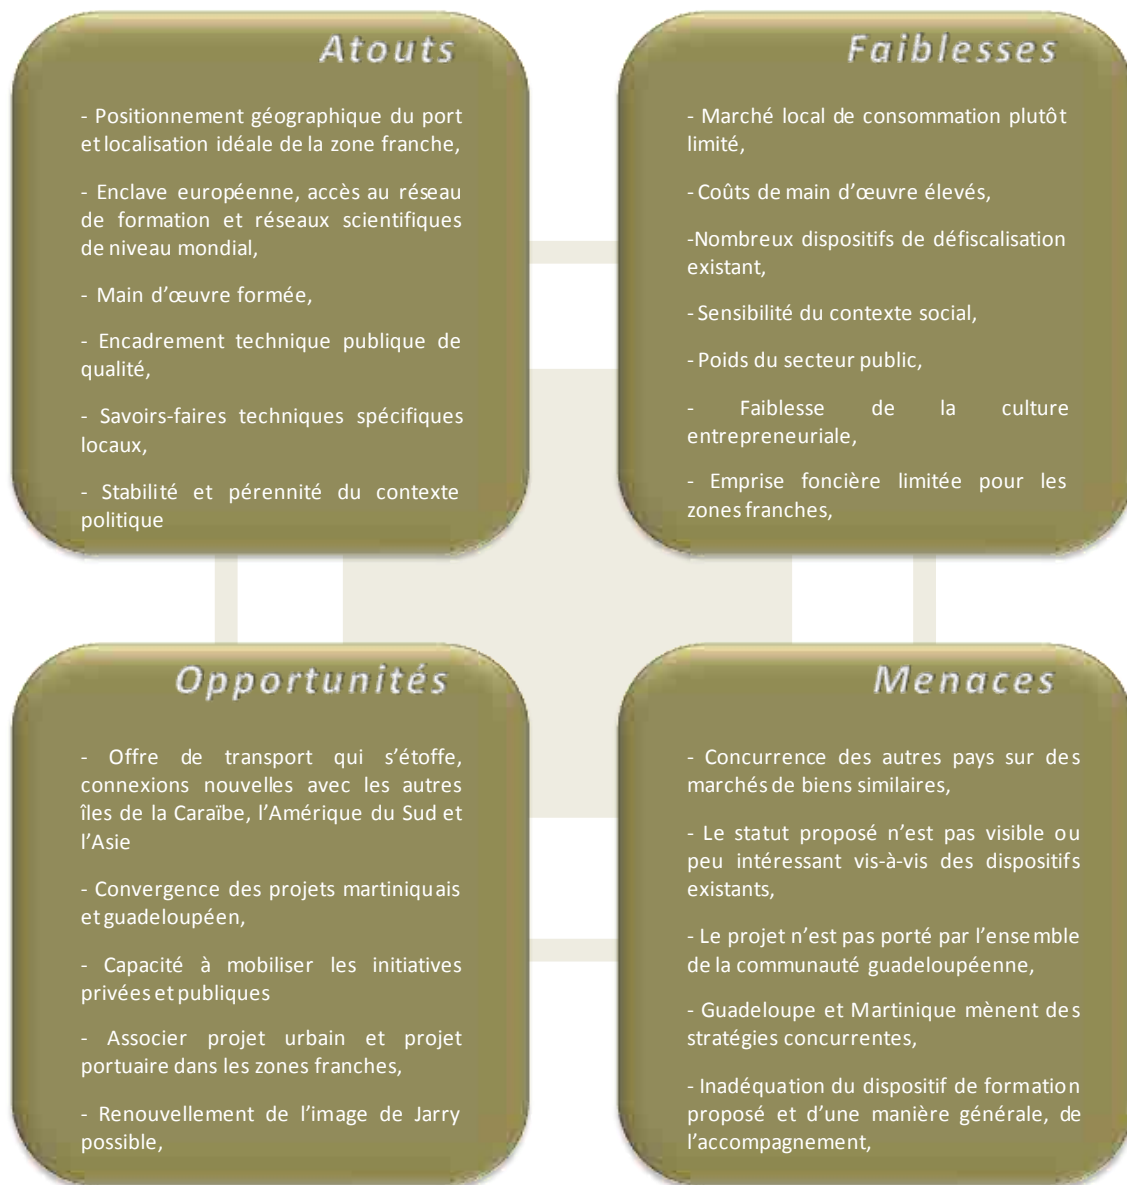 Atouts
- Positionnement géographique du port
et localisation idéale de la zone franche,
- Enclave européenne, accès au réseau
de formation et réseaux scientifiques
de niveau mondial,
- Main d'œuvre formée,
- Encadrement technique publique de
qualité,
- Savoirs-faires techniques spécifiques
locaux,
- Stabilité et pérennité du contexte
politique
Faiblesses
- Marché local de consommation plutôt
limité,
- Coûts de main d'œuvre élevés,
-Nombreux dispositifs de défiscalisation
existant,
- Sensibilité du contexte social,
- Poids du secteur public,
- Faiblesse de la culture
entrepreneuriale,
- Emprise foncière limitée pour les
zones franches,
Opportunités
- Offre de transport qui s'étoffe,
connexions nouvelles avec les autres
îles de la Caraïbe, l'Amérique du Sud et
l'Asie
- Convergence des projets martiniquais
et guadeloupéen,
- Capacité à mobiliser les initiatives
privées et publiques
- Associer projet urbain et projet
portuaire dans les zones franches,
- Renouvellement de l'image de Jarry
possible,
Menaces
- Concurrence des autres pays sur des
marchés de biens similaires,
- Le statut proposé n'est pas visible ou
peu intéressant vis-à-vis des dispositifs
existants,
- Le projet n'est pas porté par l'ensemble
de la communauté guadeloupéenne,
- Guadeloupe et Martinique mènent des
stratégies concurrentes,
- Inadéquation du dispositif de formation
proposé et d'une manière générale, de
l'accompagnement,